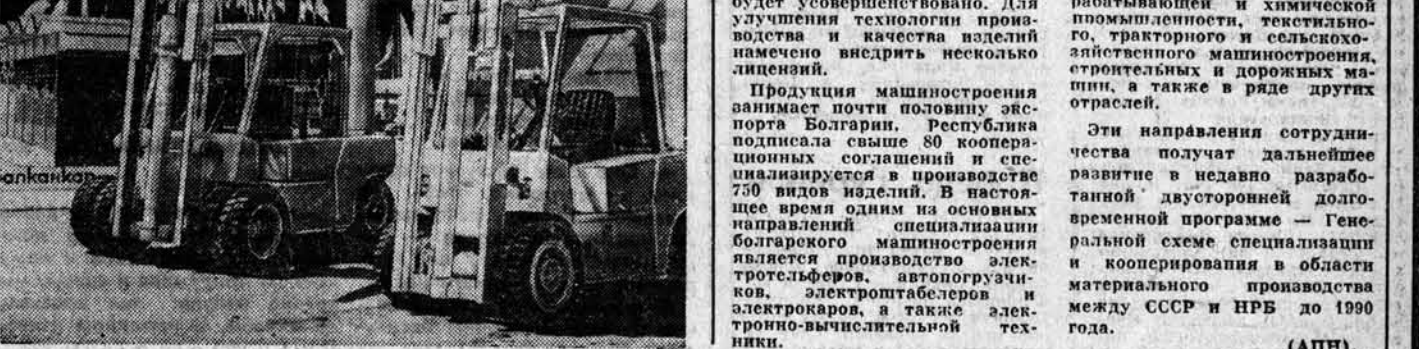 алканкар
будет усовершенствовано. Для
улучшения технологии произ-
водства и качества изделий
намечено внедрить несколько
лицензий.
Продукция машиностроения
занимает почти половину экс-
порта Болгарии. Республика
подписала свыше 80 коопера-
ционных соглашений и спе-
циализируется в производстве
750 видов изделий. В настоя-
щее время одним из основных
направлений специализации
болгарского машиностроения
является производство элек-
тротельферов, автопогрузчи-
ков, электроштабелеров и
электрокаров, а также элек-
тронно-вычислительной тех-
ники.
рабатывающей и химической
промышленности, текстильно-
го, тракторного и сельскохо-
зяйственного машиностроения,
строительных и дорожных ма-
шин, а также в ряде других
отраслей.
Эти направления сотрудни-
чества получат дальнейшее
развитие в недавно разрабо-
танной двусторонней долго-
временной программе — Гене-
ральной схеме специализации
и кооперирования в области
материального производства
между СССР и НРБ до 1990
года.
(АПН).